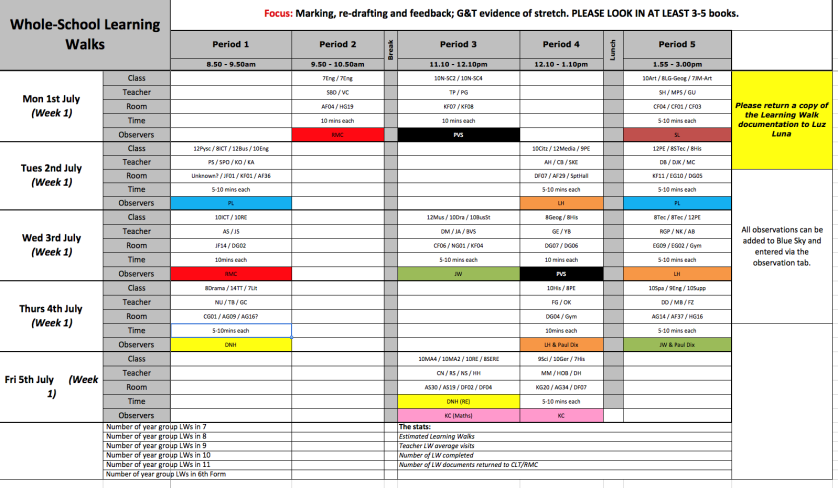 Whole-School Learning Walks
Focus: Marking, re-drafting and feedback; G&T evidence of stretch. PLEASE LOOK IN AT LEAST 3-5 books.
Period 1 Period 2 Break Period 3 Period 4 Lunch Period 5
8.50 - 9.50am 9.50 - 10.50am 11.10 - 12.10pm 12.10 - 1.10pm 1.55 - 3.00pm
Mon 1st July (Week 1)
Class 7Eng / 7Eng 10N-SC2 / 10N-SC4 10Art / 8LG-Geog / 7JM-Art
Teacher SBD / VC TP / PG SH / MPS / GU
Room AF04 / HG19 KF07 / KF08 CF04 / CF01 / CF03
Time 10 mins each 10 mins each 5-10 mins each
Observers RMC PVS SL
Please return a copy of the Learning Walk documentation to Luz Luna
Tues 2nd July (Week 1)
Class 12Pysc / 8ICT / 12Bus / 10Eng 10Citz / 12Media / 9PE 12PE / 8STec / 8His
Teacher PS / SPD / KO / KA AH / CB / SKE DB / DJK / MC
Room Unknown? / JF01 / KF01 / AF36 DF07 / AF29 / SptHall KF11 / EG10 / DG05
Time 5-10 mins each 5-10 mins each 5-10 mins each
Observers PL LH PL
Wed 3rd July (Week 1)
Class 10ICT / 10RE 12Mus / 10Dra / 10BusSt 8Geog / 8His 8Tec / 8Tec / 12PE
Teacher AS / JS DM / JA / BVS GE / YB RGP / NK / AB
Room JF14 / DG02 CF06 / NG01 / KF04 DG07 / DG06 EG09 / EG02 / Gym
Time 10mins each 5-10 mins each 10 mins each 5-10 mins each
Observers RMC JW PVS LH
All observations can be added to Blue Sky and entered via the observation tab.
Thurs 4th July (Week 1)
Class 8Drama / 14TT / 7Lit 10His / 8PE 10Spa / 9Eng / 10Supp
Teacher NU / TB / GC FG / OK DD / MB / FZ
Room CG01 / AG09 / AG16? DG04 / Gym AG14 / AF37 / HG16
Time 5-10mins each 10mins each 5-10 mins each
Observers DNH LH & Paul Dix JW & Paul Dix
Fri 5th July (Week 1)
Class 10MA4 / 10MA2 / 10RE / 8SERE 9Sci / 10Ger / 7His
Teacher CN / RS / NS / HH MM / HOB / DH
Room AS30 / AS19 / DF02 / DF04 KG20 / AG34 / DF07
Time DNH (RE) 5-10 mins each
Observers KC (Maths) KC
Number of year group LWs in 7 The stats:
Number of year group LWs in 8 Estimated Learning Walks
Number of year group LWs in 9 Teacher LW average visits
Number of year group LWs in 10 Number of LW completed
Number of year group LWs in 11 Number of LW documents returned to CLT/RMC
Number of year group LWs in 6th Form